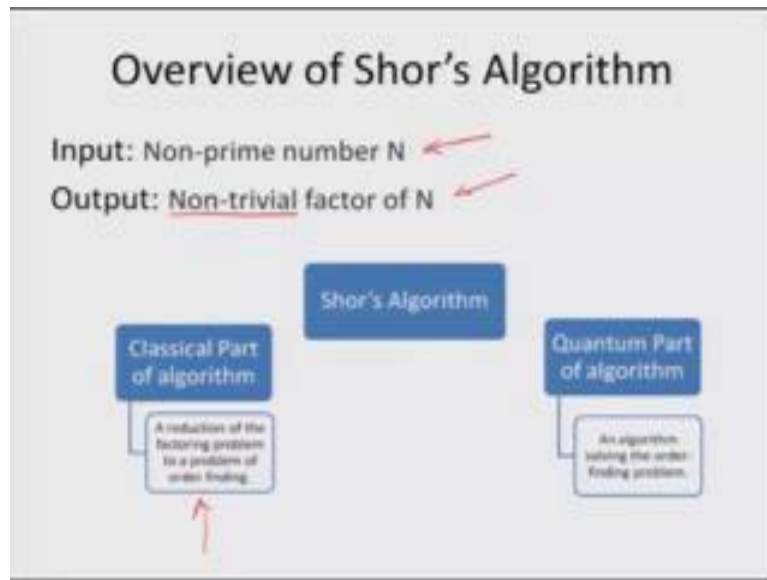 Overview of Shor's Algorithm
Input: Non-prime number N
Output: Non-trivial factor of N
Shor's Algorithm
Classical Part
of algorithm
A reduction of the
factoring problem
to a problem of
order finding.
Quantum Part
of algorithm
An algorithm
solving the order-
finding problem.